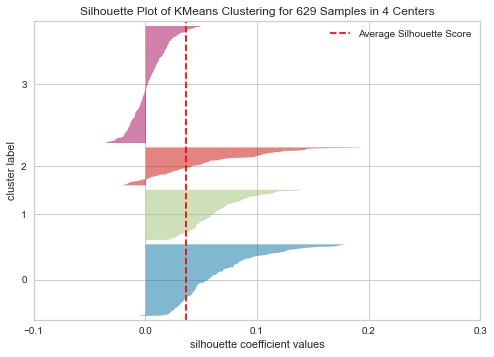 Silhouette Plot of KMeans Clustering for 629 Samples in 4 Centers
Average Silhouette Score
cluster label
3
2
1
0
−0.1 0.0 0.1 0.2 0.3
silhouette coefficient values